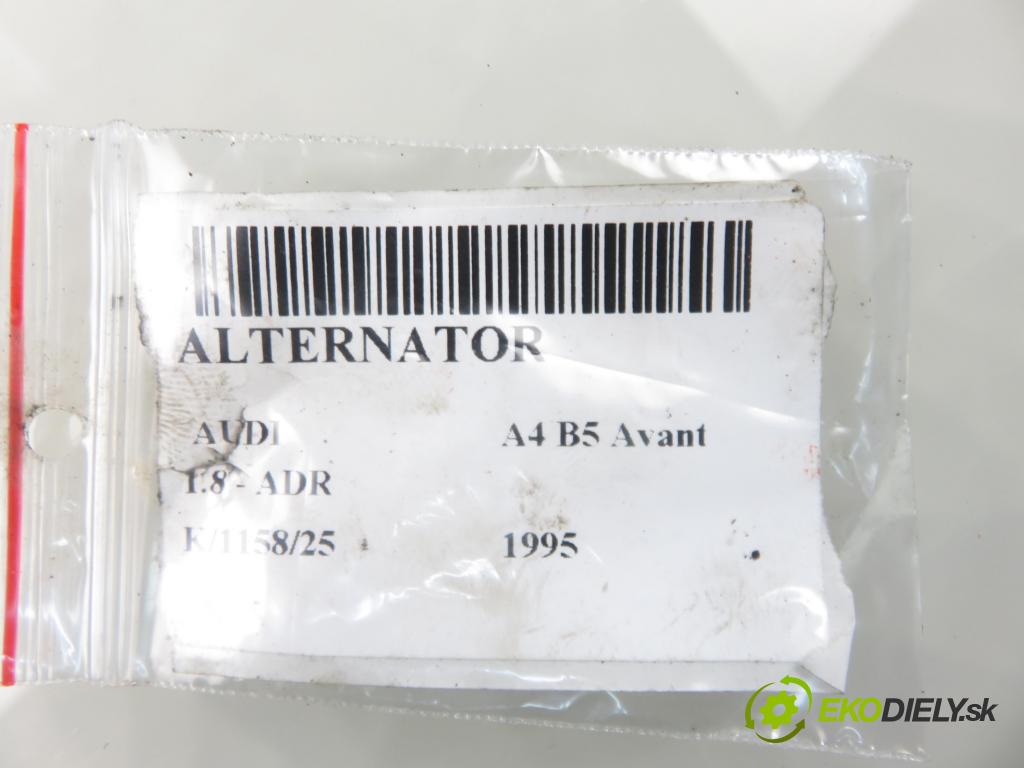 ALTERNATOR
AUDI A4 B5 Avant
1.8 - ADR
K/1158/25 1995
EKODIELY.sk